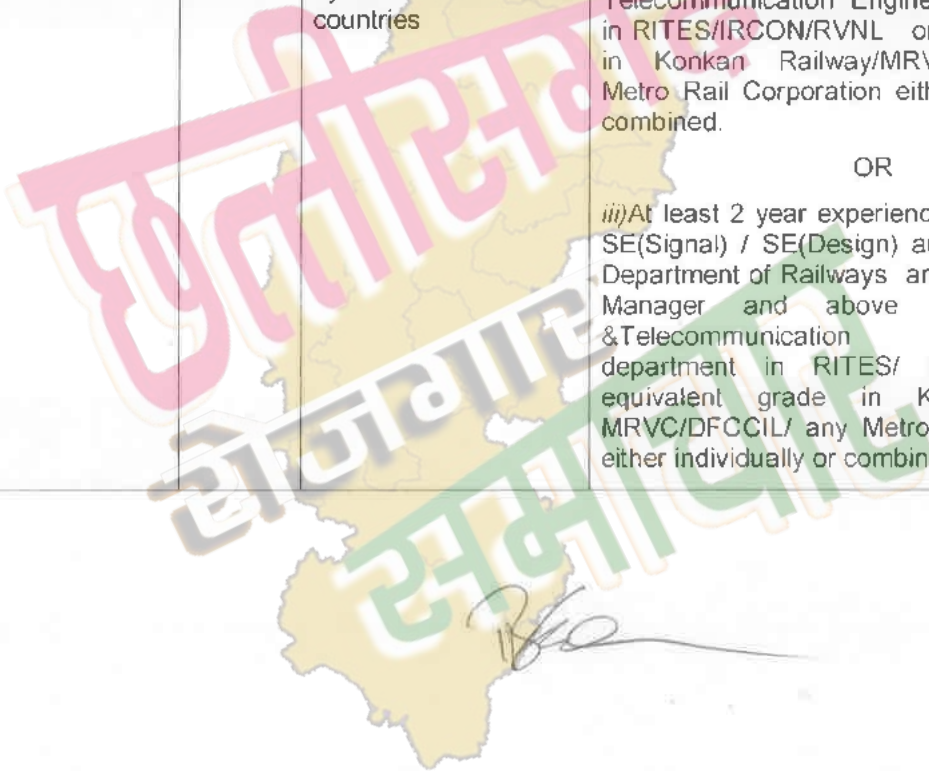 countries
Telecommunication Engine
in RITES/IRCON/RVNL or
in Konkan Railway/MRV
Metro Rail Corporation eith
combined.
OR
iii)At least 2 year experienc
SE(Signal) / SE(Design) au
Department of Railways an
Manager and above
&Telecommunication
department in RITES/
equivalent grade in K
MRVC/DFCCIL/ any Metro
either individually or combin
छत्तीसगढ़
रोजगार
समाचार